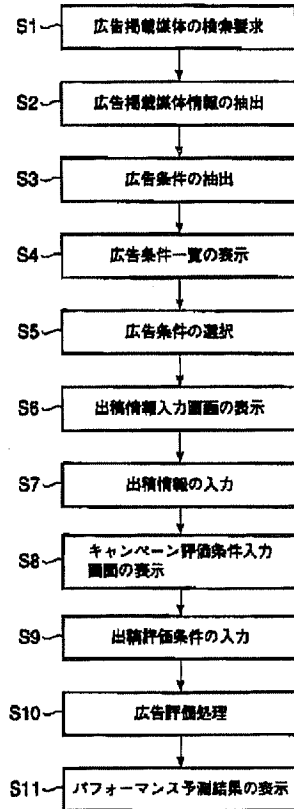 S1 広告掲載媒体の検索要求
S2 広告掲載媒体情報の抽出
S3 広告条件の抽出
S4 広告条件一覧の表示
S5 広告条件の選択
S6 出稿情報入力画面の表示
S7 出稿情報の入力
S8 キャンペーン評価条件入力
画面の表示
S9 出稿評価条件の入力
S10 広告評価処理
S11 パフォーマンス予測結果の表示